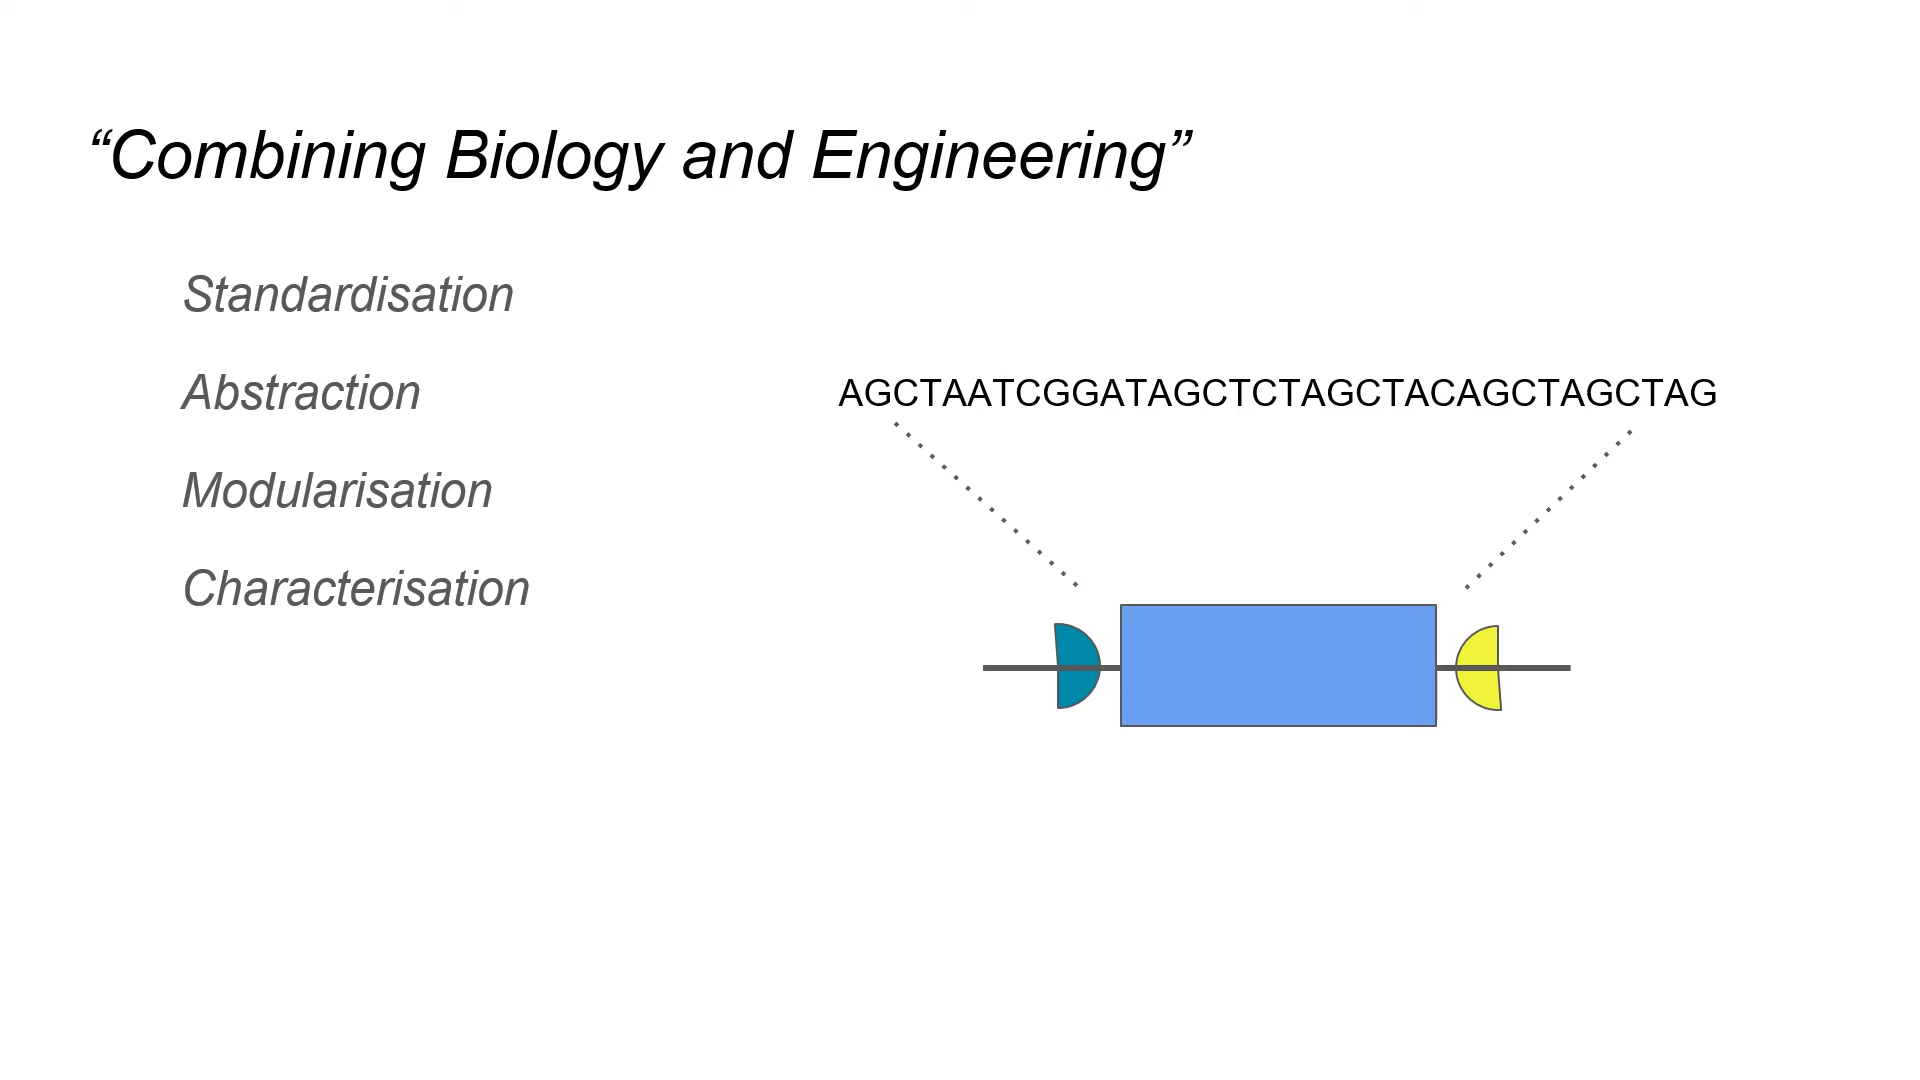 “Combining Biology and Engineering”
Standardisation
Abstraction
Modularisation
Characterisation
AGCTAATCGGATAGCTCTAGCTACAGCTAGCTAG